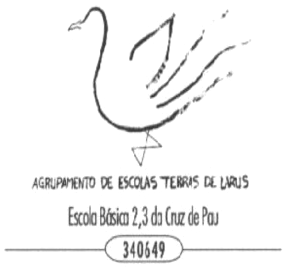 AGRUPAMENTO DE ESCOLAS TERRAS DE LARUS
Escola Básica 2,3 da Cruz de Pau
340649